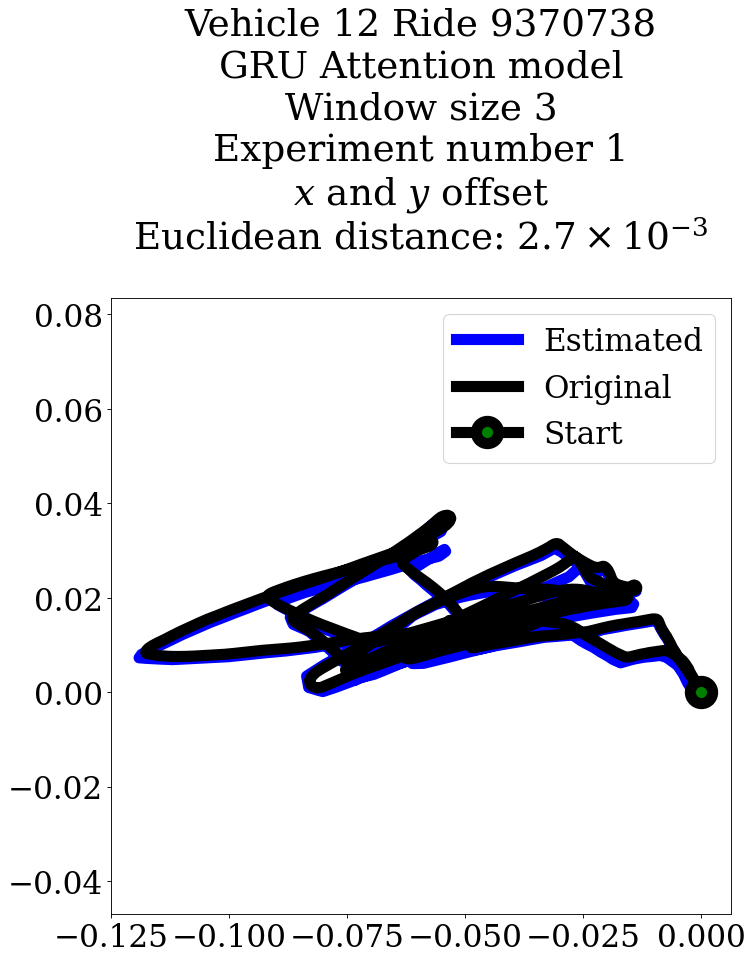 Vehicle 12 Ride 9370738
GRU Attention model
Window size 3
Experiment number 1
x and y offset
Euclidean distance: 2.7 × 10⁻³
Estimated
Original
Start
0.08
0.06
0.04
0.02
0.00
−0.02
−0.04
−0.125 −0.100 −0.075 −0.050 −0.025 0.000